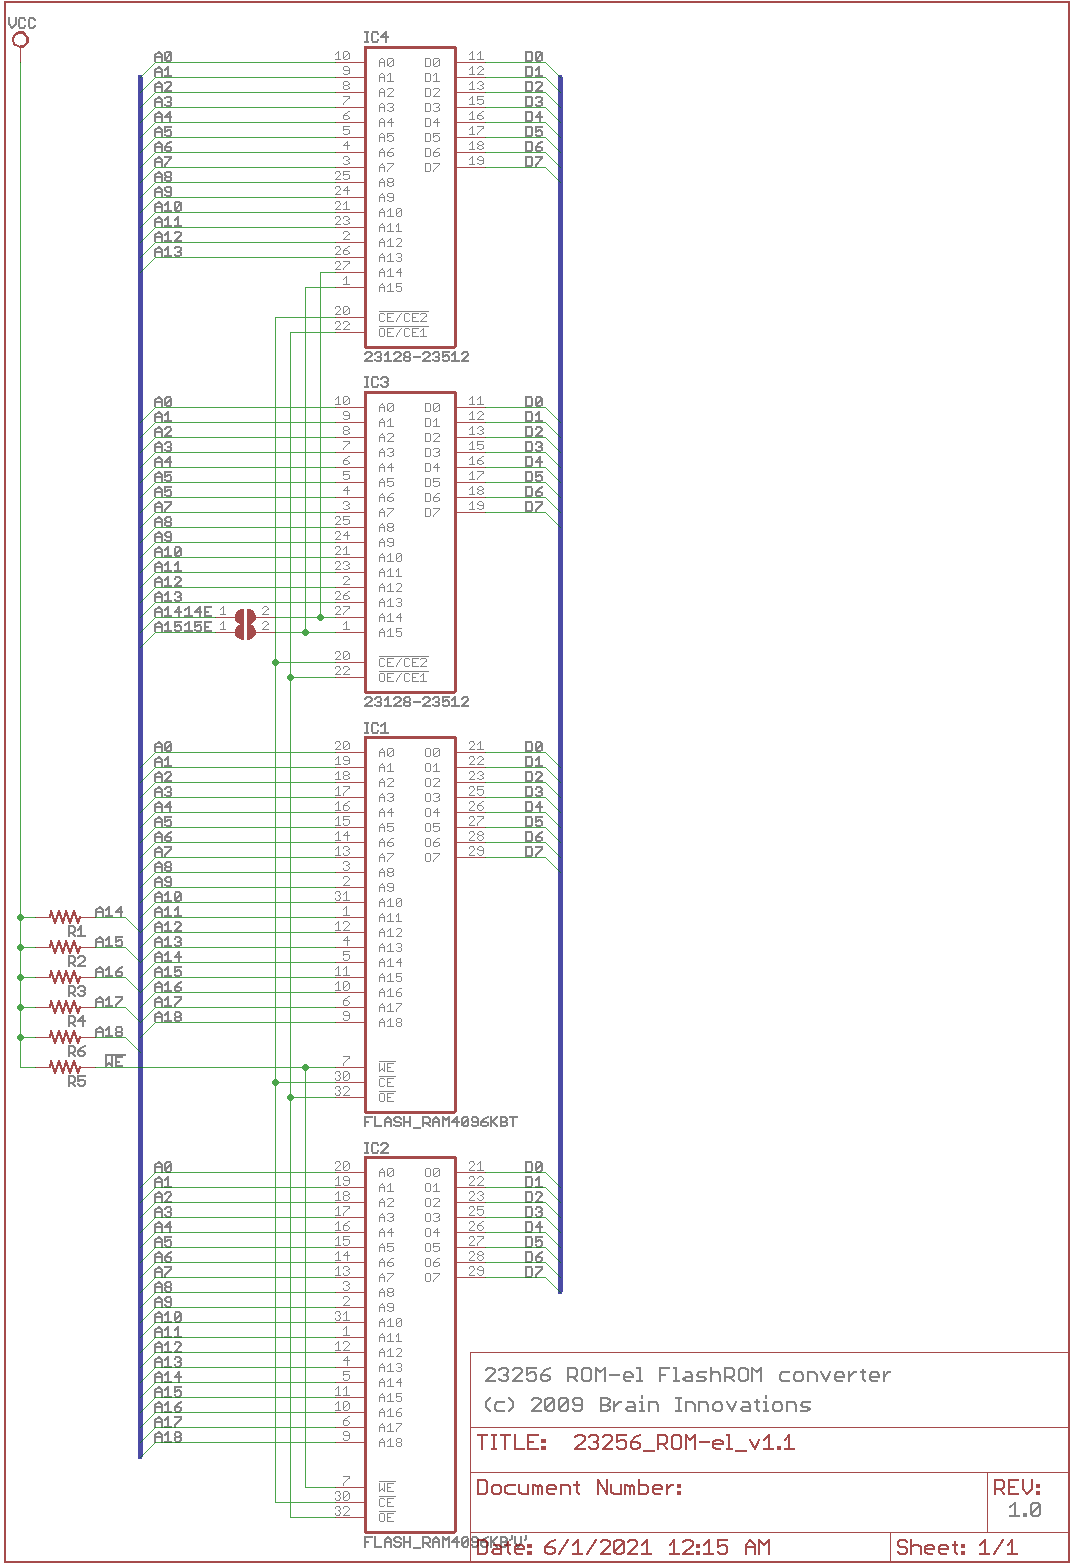 VCC
IC4
A0 10 A0 D0 11 D0
A1 9 A1 D1 12 D1
A2 8 A2 D2 13 D2
A3 7 A3 D3 15 D3
A4 6 A4 D4 16 D4
A5 5 A5 D5 17 D5
A6 4 A6 D6 18 D6
A7 3 A7 D7 19 D7
A8 25 A8
A9 24 A9
A10 21 A10
A11 23 A11
A12 2 A12
A13 26 A13
27 A14
1 A15
20 CE/CE2
22 OE/CE1
23128-23512
IC3
A0 10 A0 D0 11 D0
A1 9 A1 D1 12 D1
A2 8 A2 D2 13 D2
A3 7 A3 D3 15 D3
A4 6 A4 D4 16 D4
A5 5 A5 D5 17 D5
A5 4 A6 D6 18 D6
A7 3 A7 D7 19 D7
A8 25 A8
A9 24 A9
A10 21 A10
A11 23 A11
A12 2 A12
A13 26 A13
A1414E 1 2 27 A14
A1515E 1 2 1 A15
20 CE/CE2
22 OE/CE1
23128-23512
IC1
A0 20 A0 O0 21 D0
A1 19 A1 O1 22 D1
A2 18 A2 O2 23 D2
A3 17 A3 O3 25 D3
A4 16 A4 O4 26 D4
A5 15 A5 O5 27 D5
A6 14 A6 O6 28 D6
A7 13 A7 O7 29 D7
A8 3 A8
A9 2 A9
A10 31 A10
A14 A11 1 A11
R1 A12 12 A12
A15 A13 4 A13
R2 A14 5 A14
A16 A15 11 A15
R3 A16 10 A16
A17 A17 6 A17
R4 A18 9 A18
A18
R6
WE 7 WE
R5 30 CE
32 OE
FLASH_RAM4096KBT
IC2
A0 20 A0 O0 21 D0
A1 19 A1 O1 22 D1
A2 18 A2 O2 23 D2
A3 17 A3 O3 25 D3
A4 16 A4 O4 26 D4
A5 15 A5 O5 27 D5
A6 14 A6 O6 28 D6
A7 13 A7 O7 29 D7
A8 3 A8
A9 2 A9
A10 31 A10
A11 1 A11
A12 12 A12
A13 4 A13
A14 5 A14
A15 11 A15
A16 10 A16
A17 6 A17
A18 9 A18
7 WE
30 CE
32 OE
FLASH_RAM4096KB'V'
23256 ROM-el FlashROM converter
(c) 2009 Brain Innovations
TITLE: 23256_ROM-el_v1.1
Document Number:
REV:
1.0
Date: 6/1/2021 12:15 AM
Sheet: 1/1